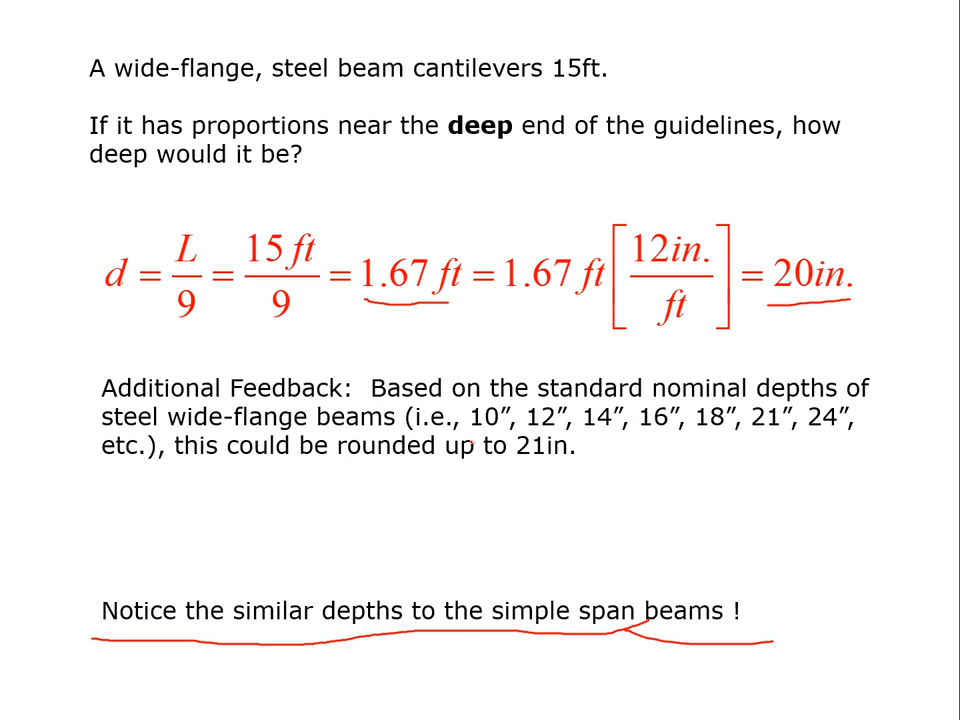 A wide-flange, steel beam cantilevers 15ft.
If it has proportions near the deep end of the guidelines, how
deep would it be?
d = L/9 = 15 ft/9 = 1.67 ft = 1.67 ft [12in./ft] = 20in.
Additional Feedback:  Based on the standard nominal depths of
steel wide-flange beams (i.e., 10”, 12”, 14”, 16”, 18”, 21”, 24”,
etc.), this could be rounded up to 21in.
Notice the similar depths to the simple span beams !